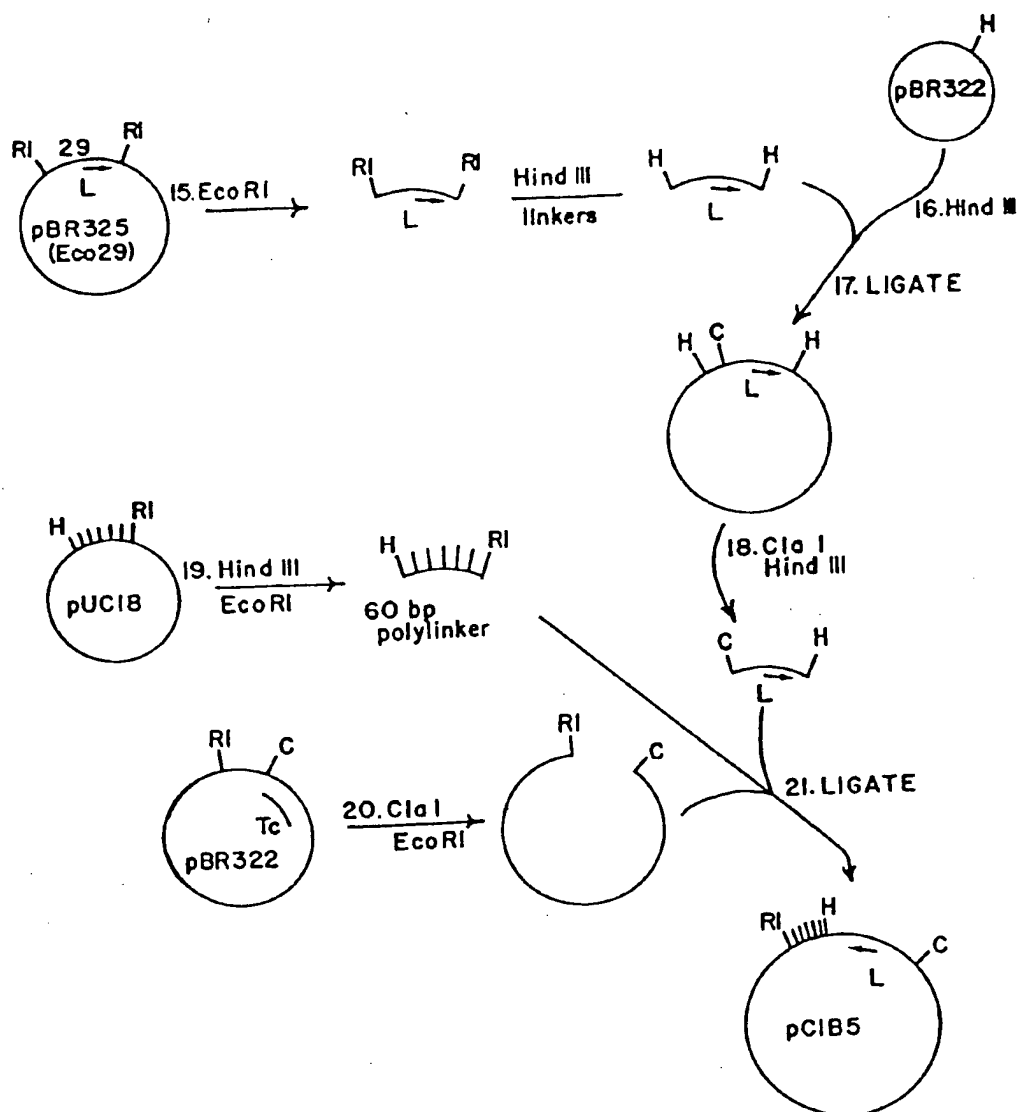 H
pBR322
RI 29 RI
L
pBR325
(Eco29)
15. EcoRI
RI RI
L
Hind III
linkers
H H
L
16. Hind III
17. LIGATE
H C H
L
18. Cla I
Hind III
H RI
pUC18
19. Hind III
EcoRI
H RI
60 bp
polylinker
C H
L
RI C
Tc
pBR322
20. Cla I
EcoRI
RI C
21. LIGATE
RI H C
L
pCIB5